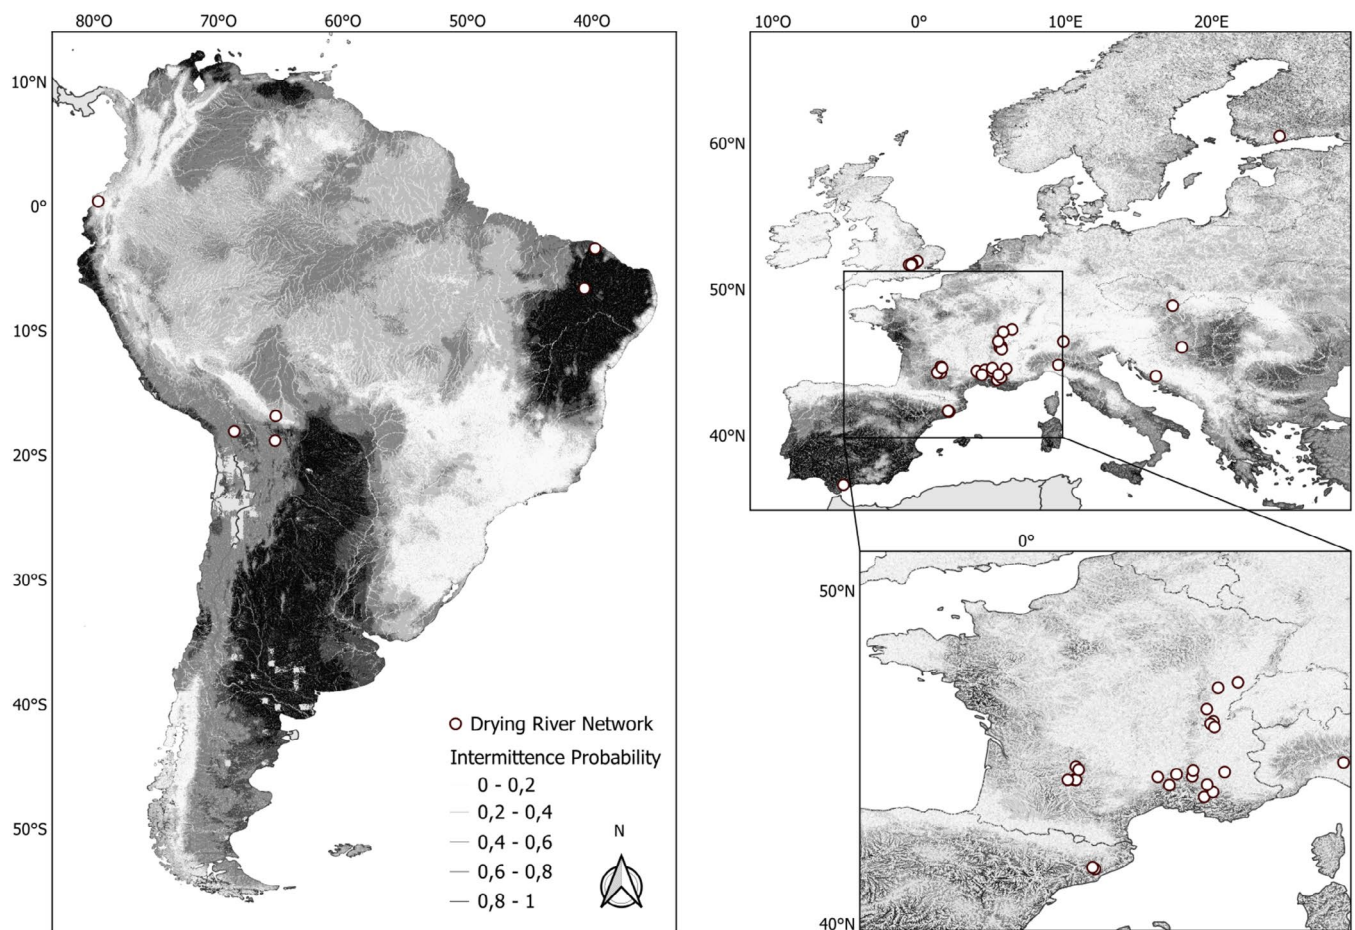 80°O 70°O 60°O 50°O 40°O
10°N
0°
10°S
20°S
30°S
40°S
50°S
Drying River Network
Intermittence Probability
0 - 0,2
0,2 - 0,4
0,4 - 0,6
0,6 - 0,8
0,8 - 1
N
10°O 0° 10°E 20°E
60°N
50°N
40°N
0°
50°N
40°N